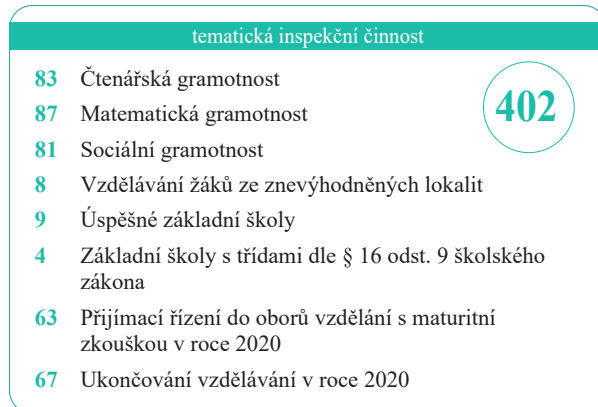 tematická inspekční činnost
83 Čtenářská gramotnost
87 Matematická gramotnost
402
81 Sociální gramotnost
8 Vzdělávání žáků ze znevýhodněných lokalit
9 Úspěšné základní školy
4 Základní školy s třídami dle § 16 odst. 9 školského
zákona
63 Přijímací řízení do oborů vzdělání s maturitní
zkouškou v roce 2020
67 Ukončování vzdělávání v roce 2020